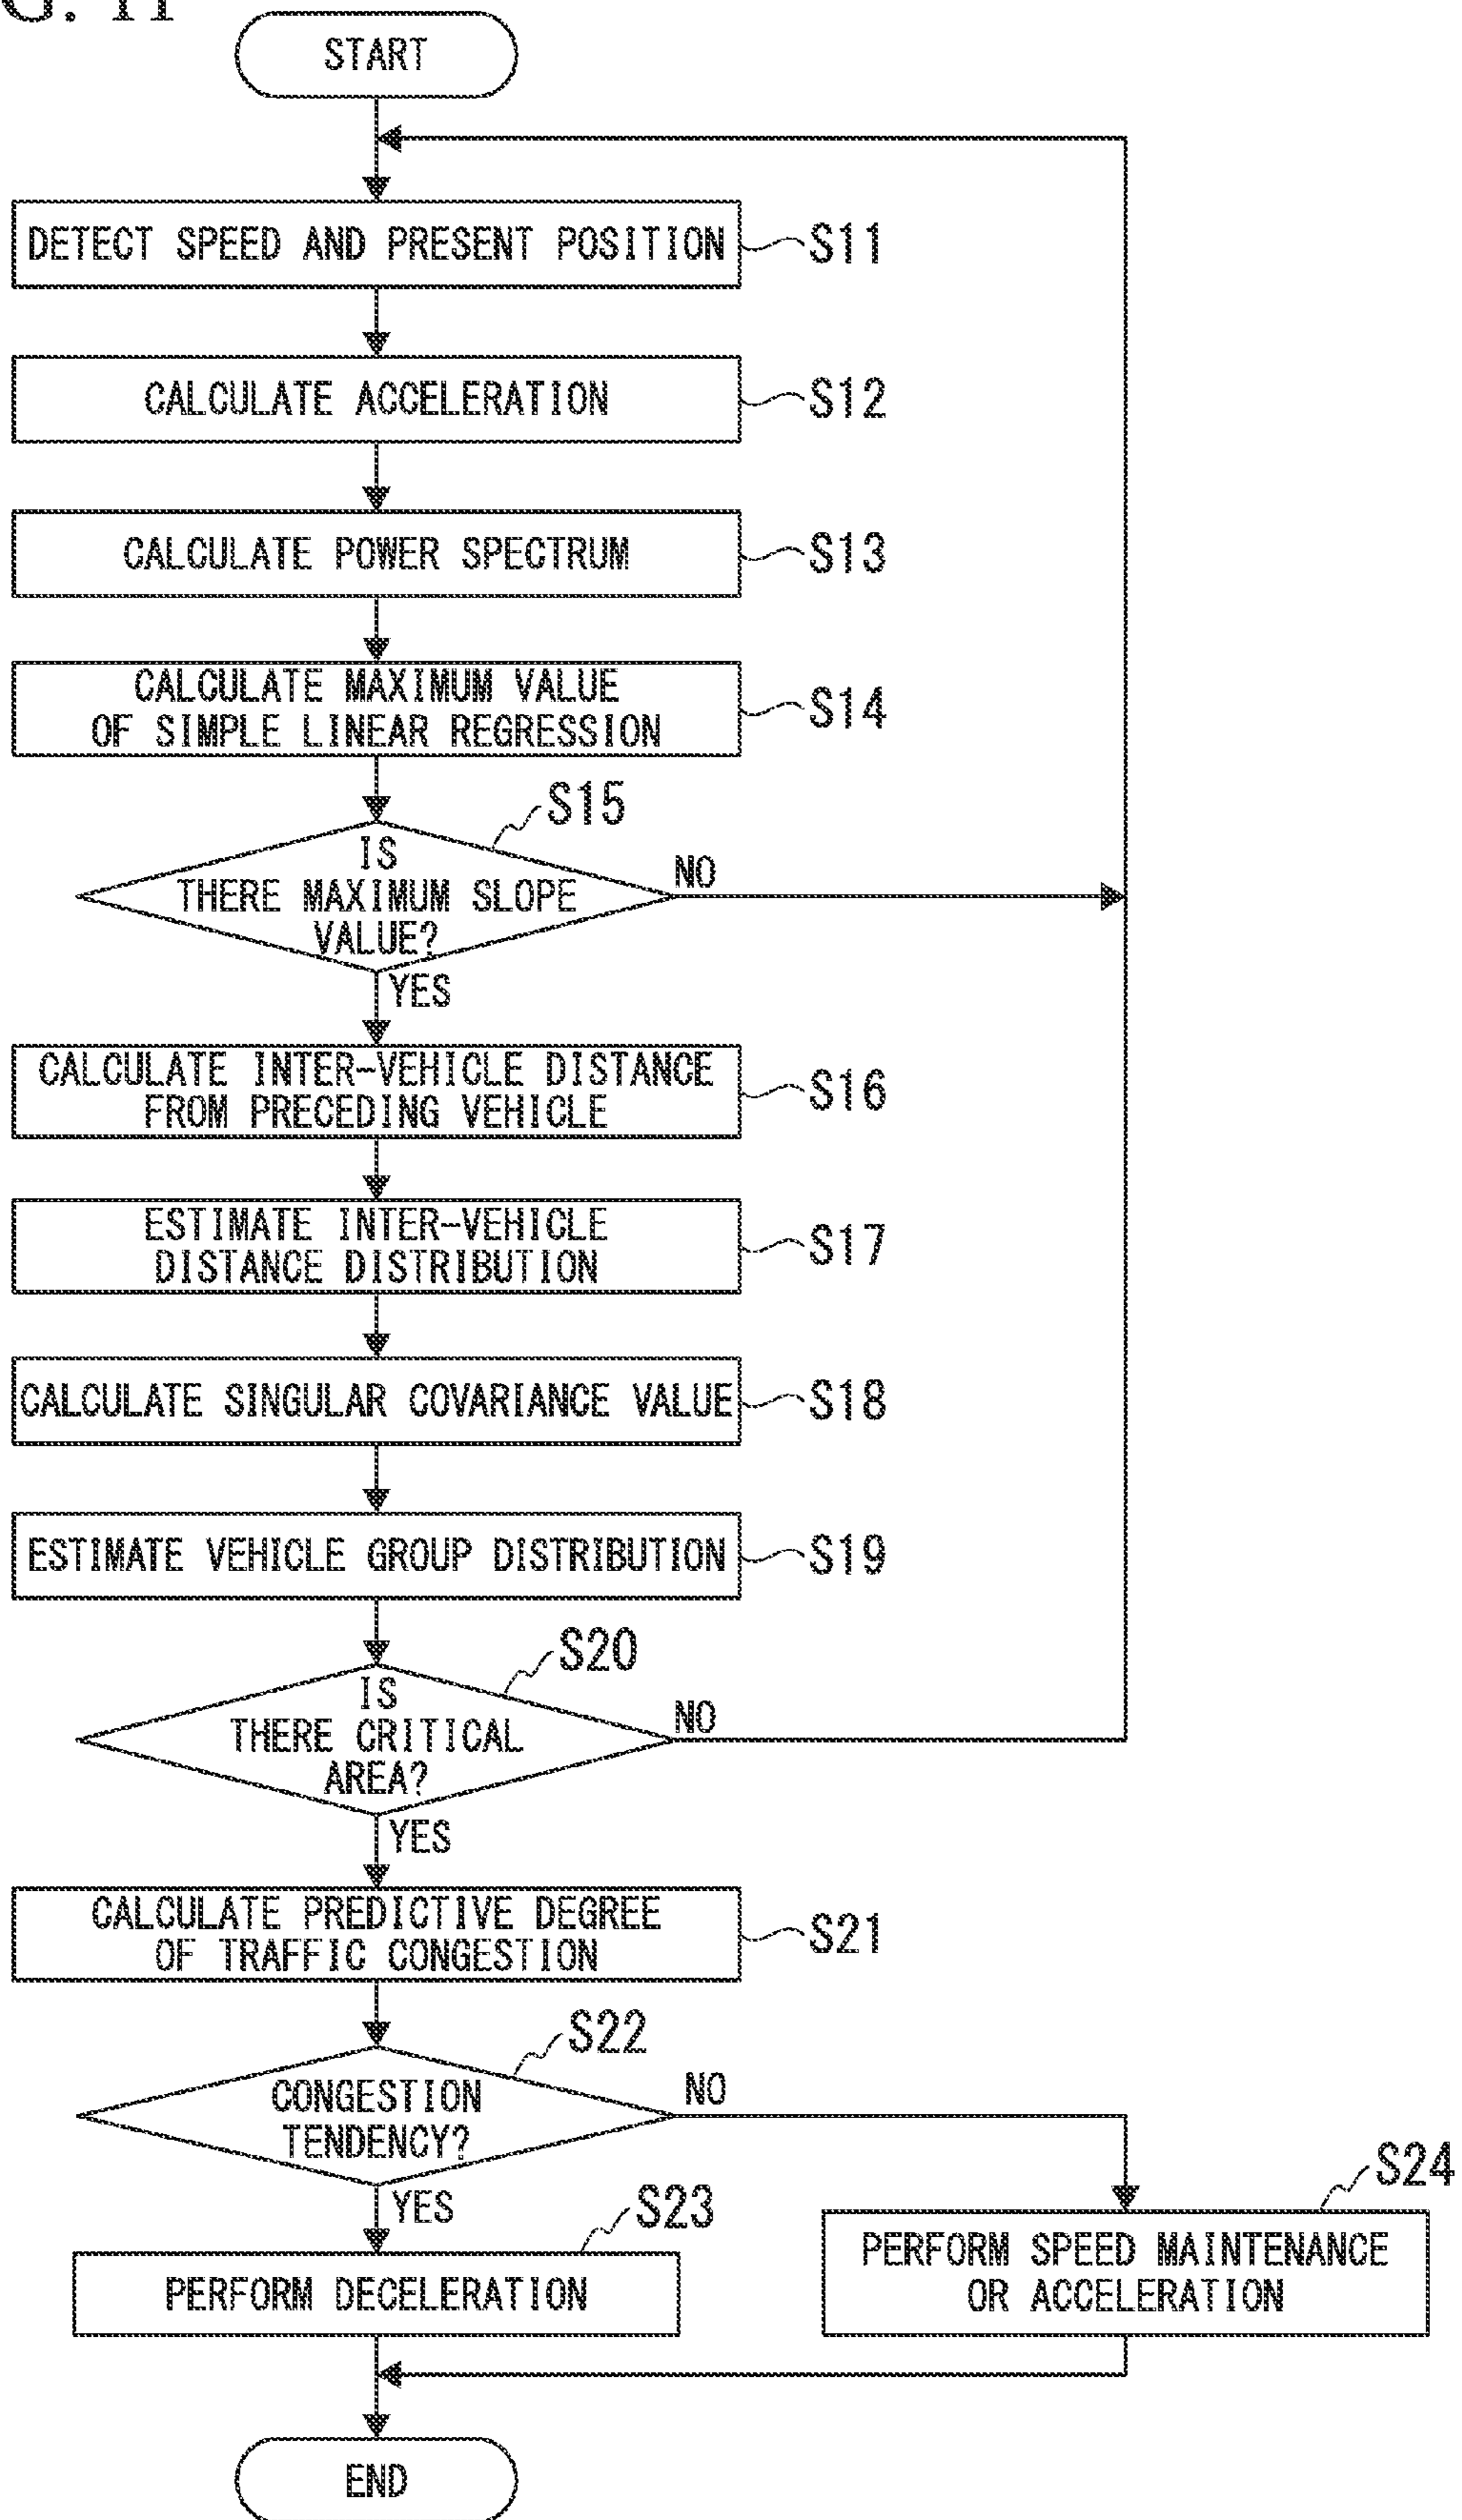 G. 11
START
DETECT SPEED AND PRESENT POSITION
S11
CALCULATE ACCELERATION
S12
CALCULATE POWER SPECTRUM
S13
CALCULATE MAXIMUM VALUE
OF SIMPLE LINEAR REGRESSION
S14
S15
IS
THERE MAXIMUM SLOPE
VALUE?
NO
YES
CALCULATE INTER-VEHICLE DISTANCE
FROM PRECEDING VEHICLE
S16
ESTIMATE INTER-VEHICLE
DISTANCE DISTRIBUTION
S17
CALCULATE SINGULAR COVARIANCE VALUE
S18
ESTIMATE VEHICLE GROUP DISTRIBUTION
S19
S20
IS
THERE CRITICAL
AREA?
NO
YES
CALCULATE PREDICTIVE DEGREE
OF TRAFFIC CONGESTION
S21
S22
CONGESTION
TENDENCY?
NO
YES
S23
PERFORM DECELERATION
S24
PERFORM SPEED MAINTENANCE
OR ACCELERATION
END